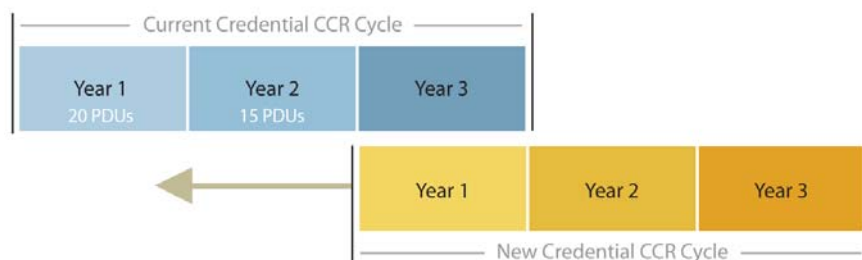 Current Credential CCR Cycle
Year 1
20 PDUs
Year 2
15 PDUs
Year 3
Year 1
Year 2
Year 3
New Credential CCR Cycle